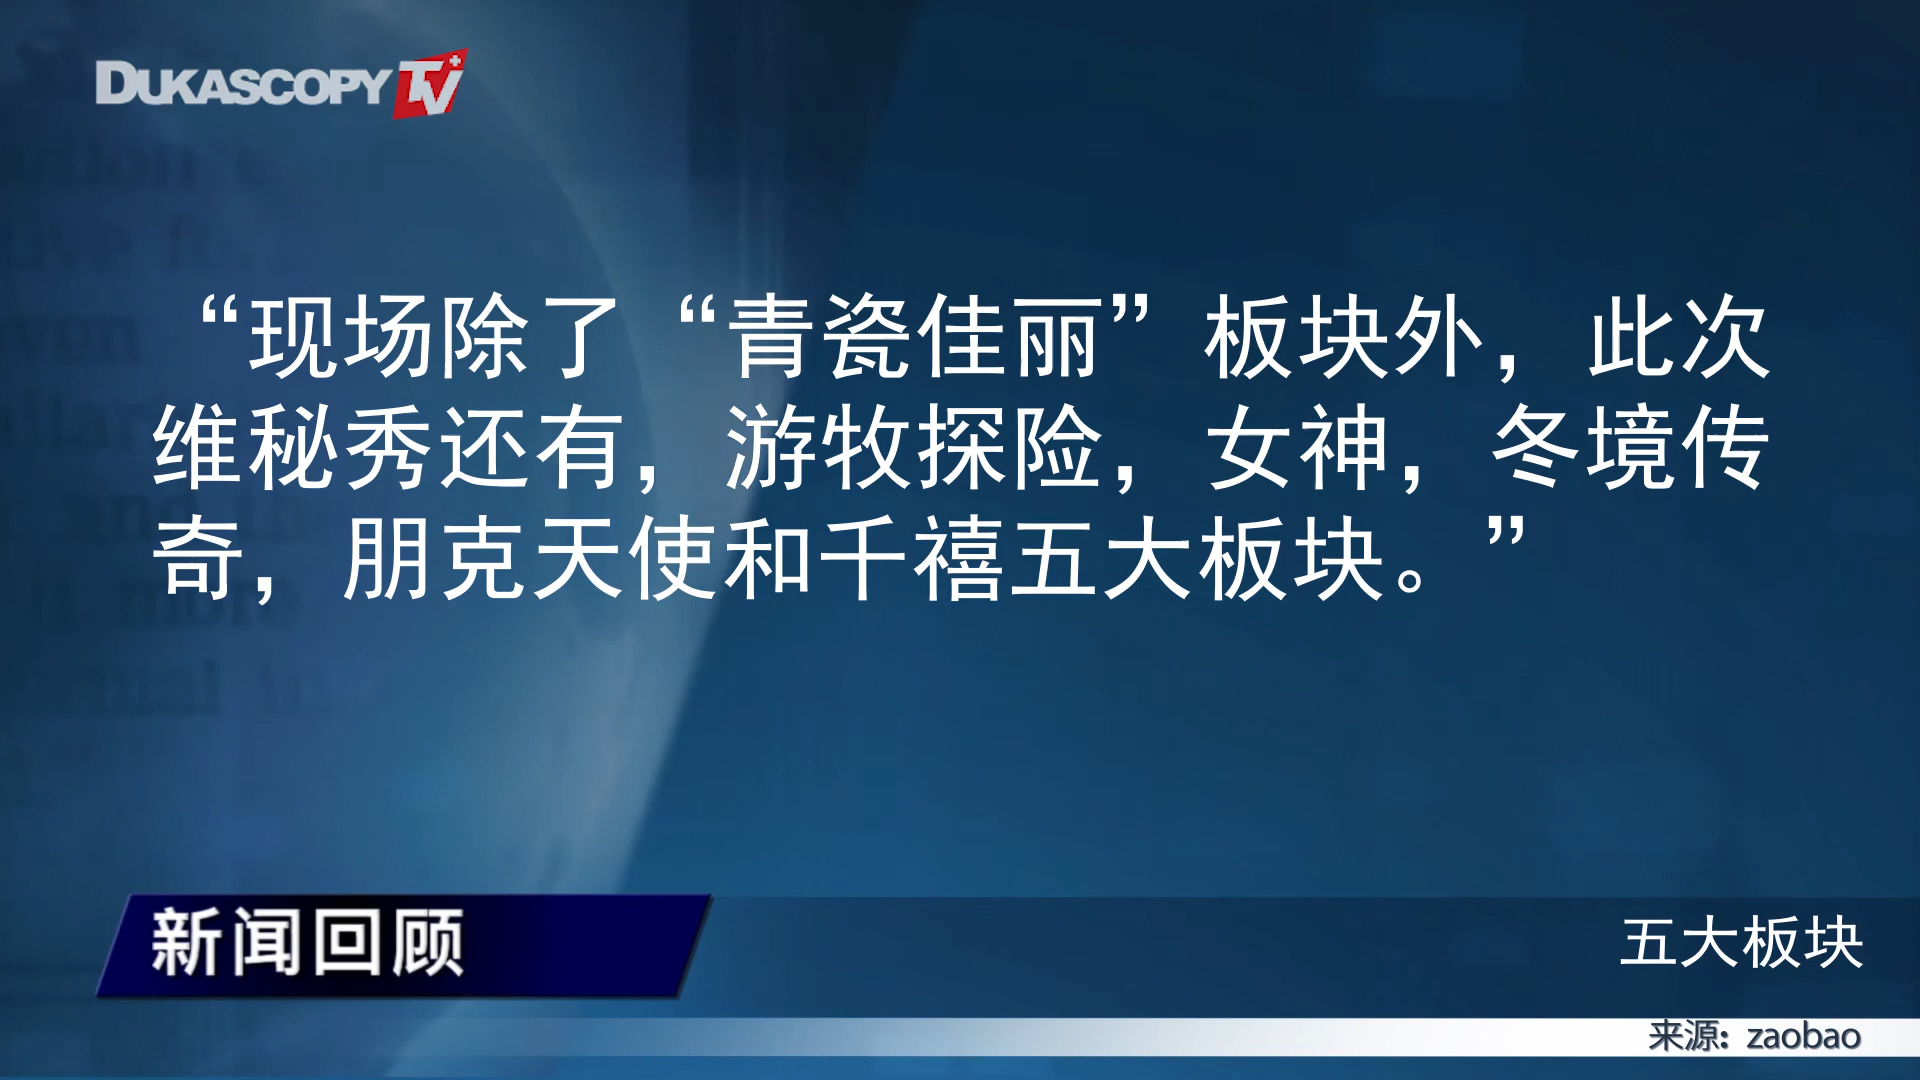 DUKASCOPY TV
“现场除了“青瓷佳丽”板块外，此次
维秘秀还有，游牧探险，女神，冬境传
奇，朋克天使和千禧五大板块。”
新闻回顾
五大板块
来源：zaobao